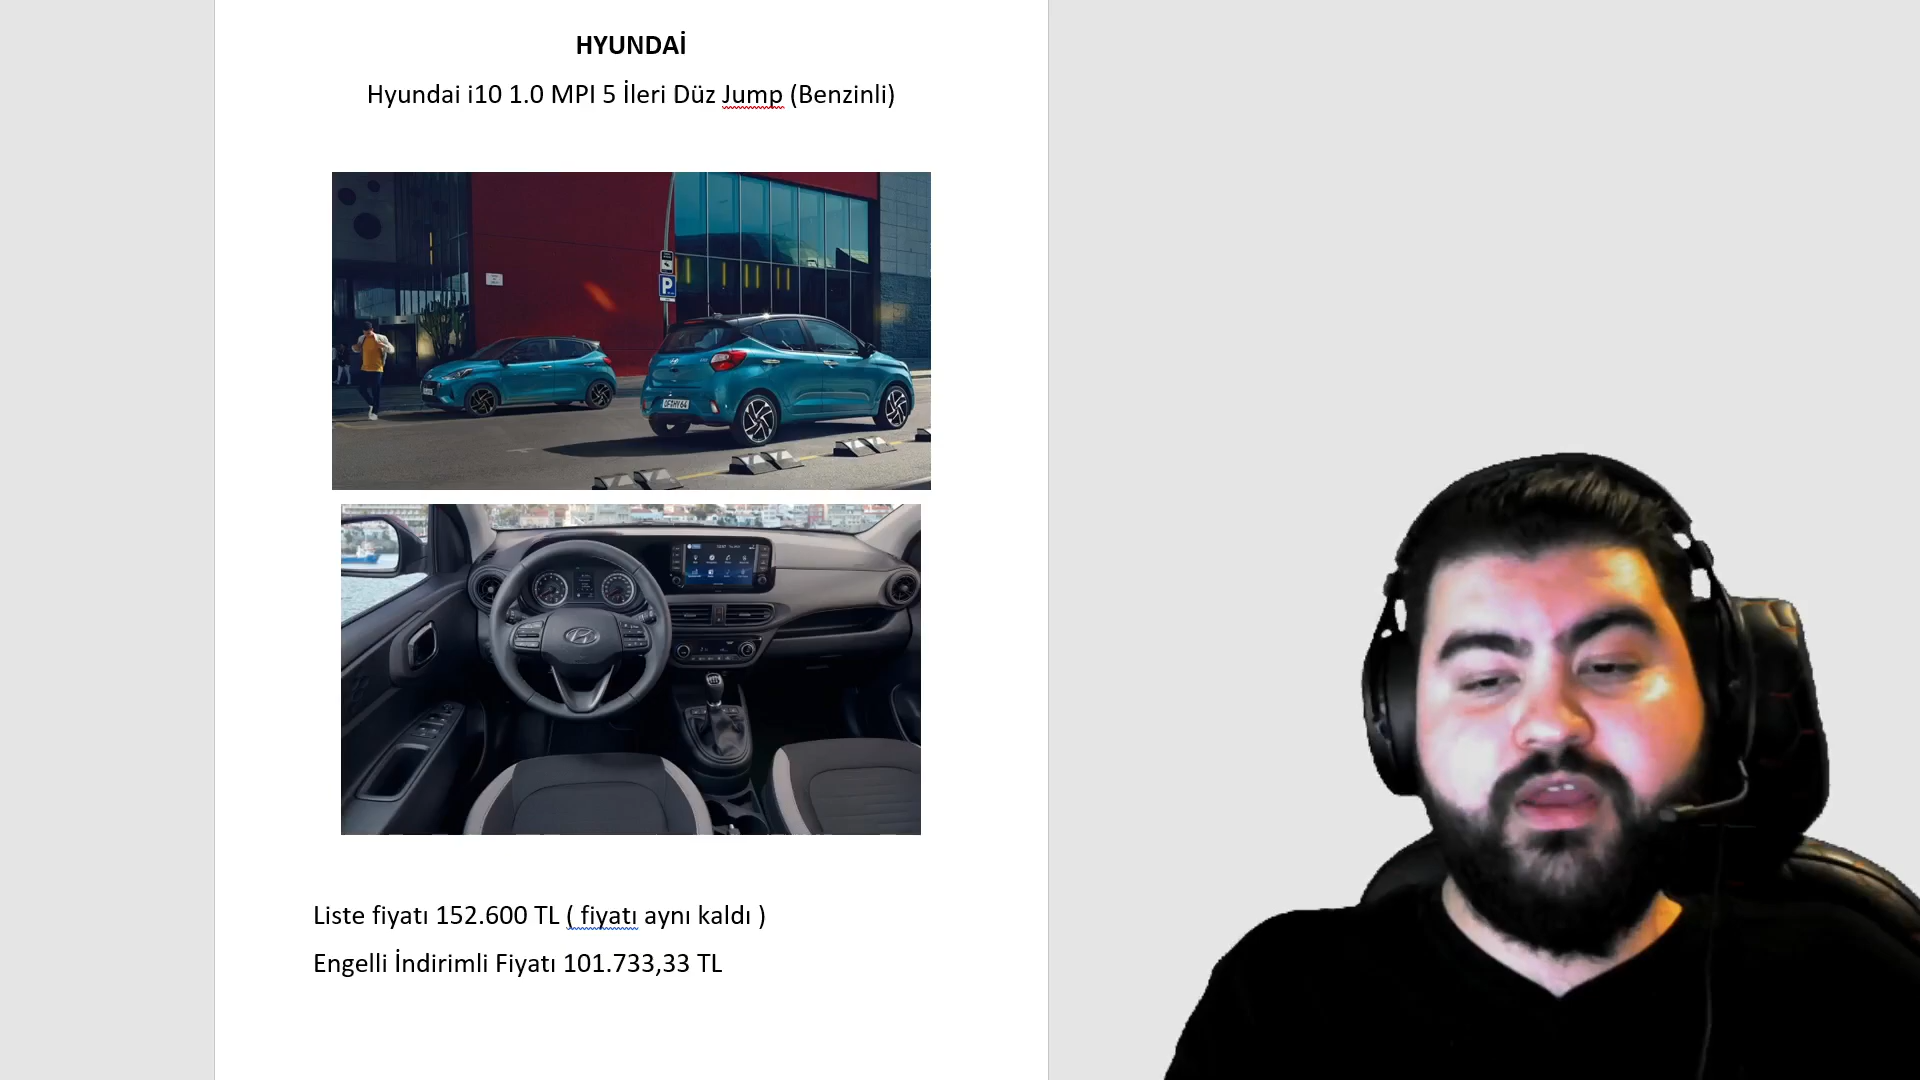 HYUNDAİ
Hyundai i10 1.0 MPI 5 İleri Düz Jump (Benzinli)
P
Liste fiyatı 152.600 TL ( fiyatı aynı kaldı )
Engelli İndirimli Fiyatı 101.733,33 TL